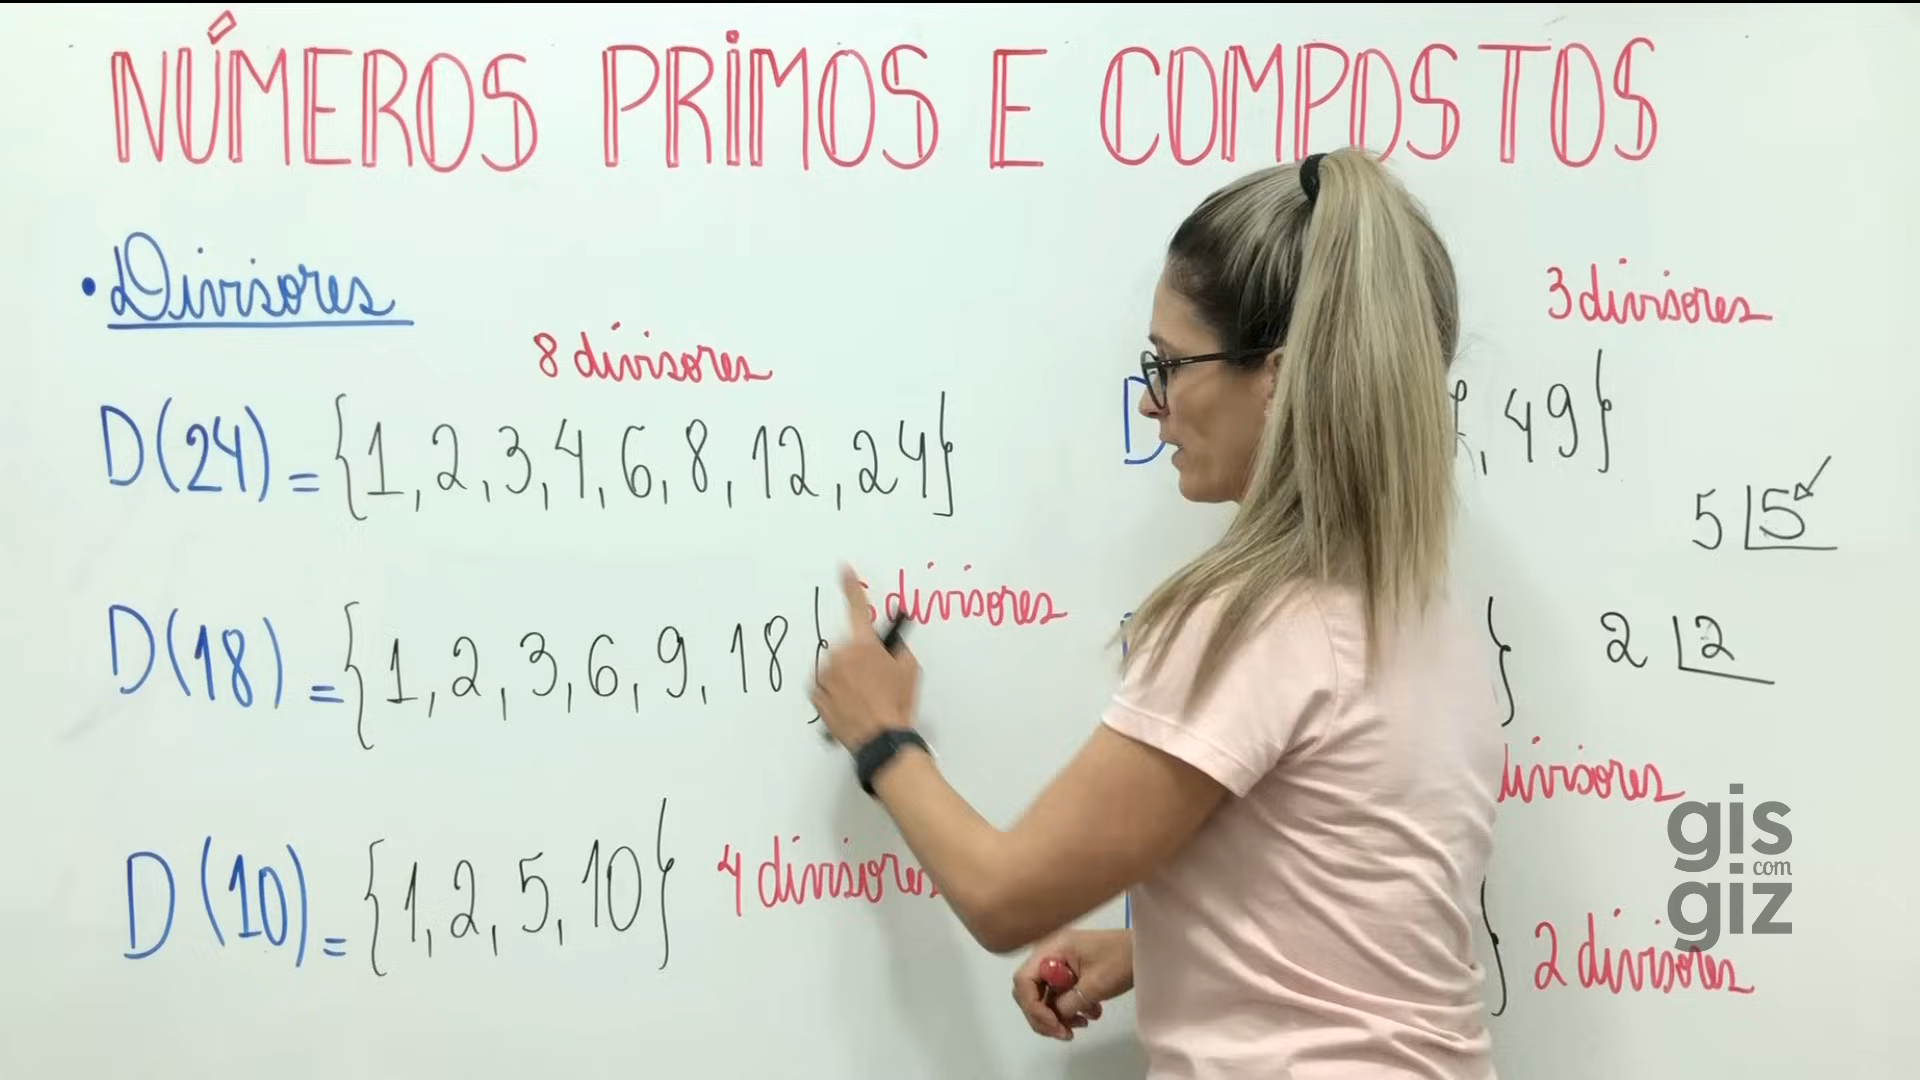 NÚMEROS PRIMOS E COMPOSTOS
• Divisores
8 divisores
D(24) = {1, 2, 3, 4, 6, 8, 12, 24}
divisores
D(18) = {1, 2, 3, 6, 9, 18}
D(10) = {1, 2, 5, 10} 4 divisores
3 divisores
, 49}
5 5
}
2 2
} 2 divisores
gis
com
giz